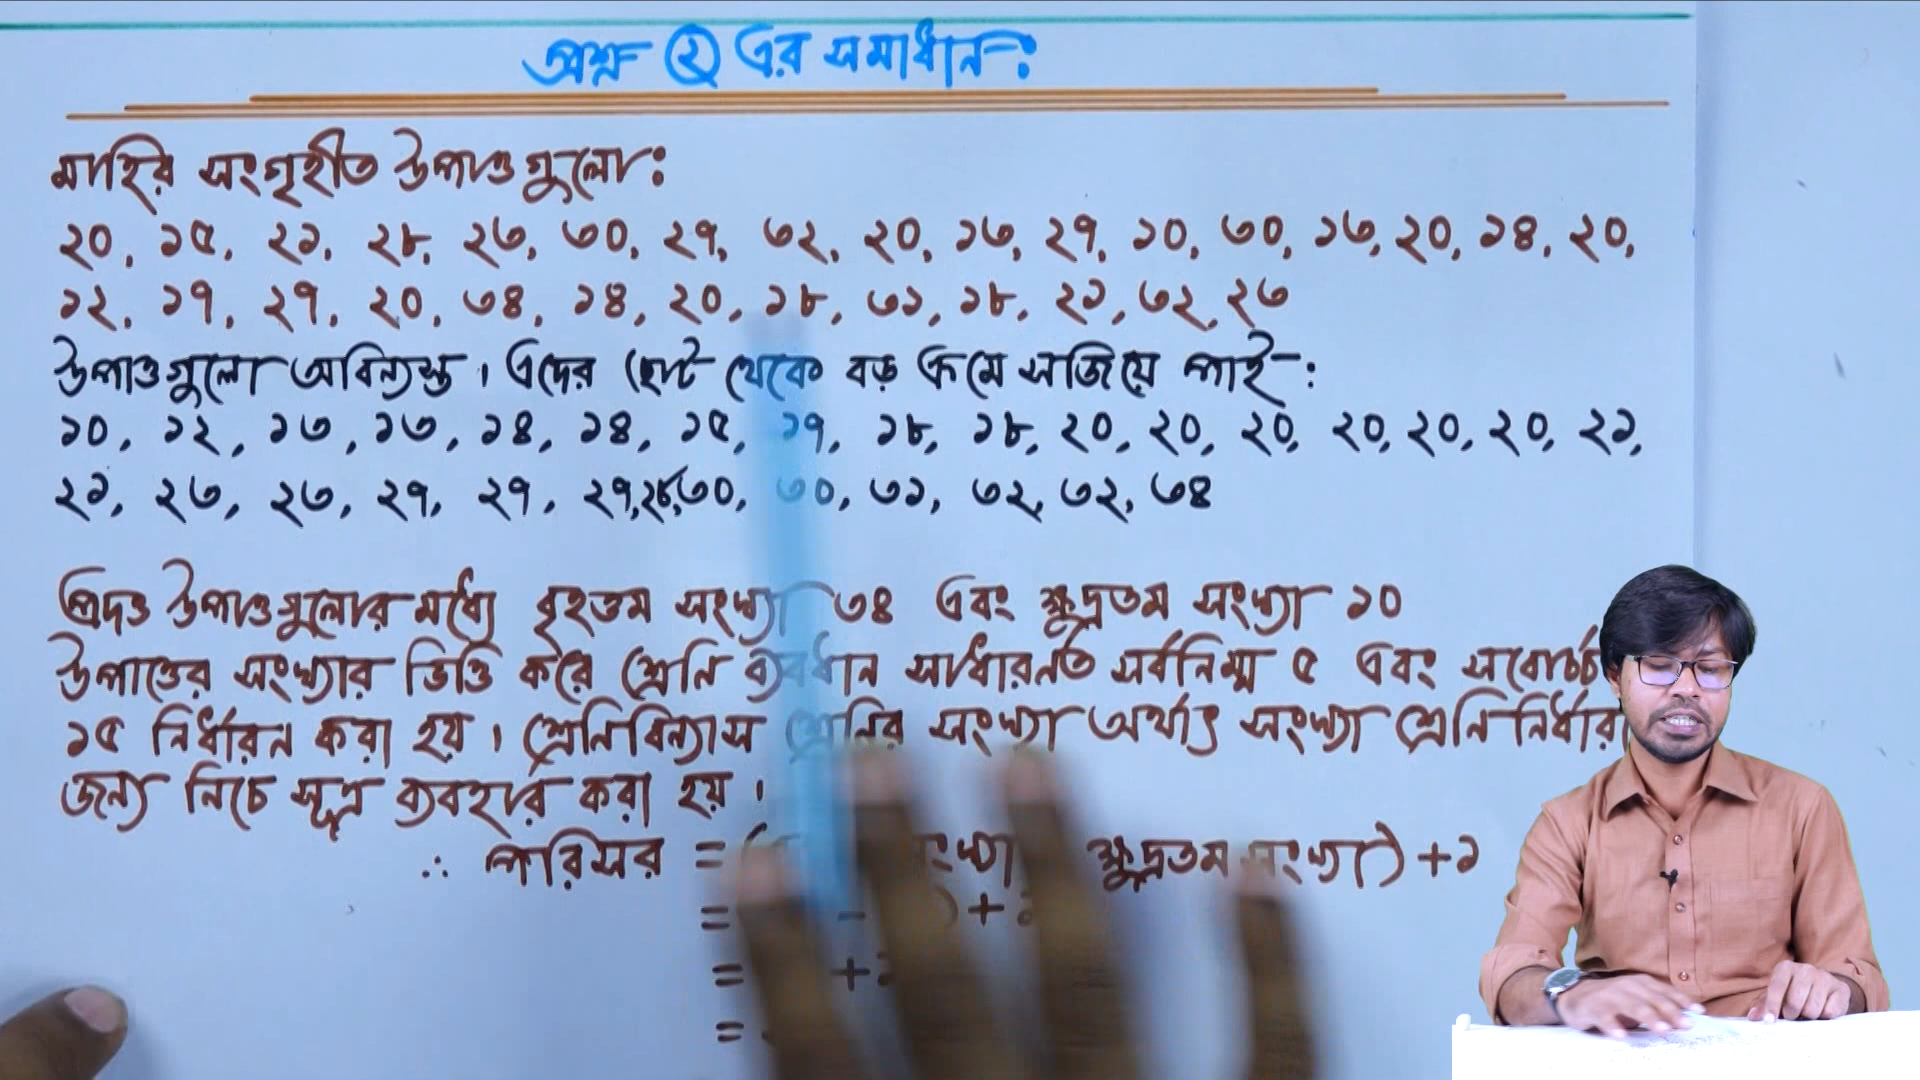 প্রশ্ন ② এর সমাধান:
মাহির সংগৃহীত উপাত্তগুলো:
২০, ১৫, ২১, ২৮, ২৬, ৩০, ২৭, ৩২, ২০, ১৩, ২৭, ১০, ৩০, ১৩, ২০, ১৪, ২০,
১২, ১৭, ২৭, ২০, ৩৪, ১৪, ২০, ১৮, ৩১, ১৮, ২১, ৩২, ২৬
উপাত্তগুলো অবিন্যস্ত। এদের ছোট থেকে বড় ক্রমে সাজিয়ে পাই:
১০, ১২, ১৩, ১৩, ১৪, ১৪, ১৫, ১৭, ১৮, ১৮, ২০, ২০, ২০, ২০, ২০, ২০, ২১,
২১, ২৬, ২৬, ২৭, ২৭, ২৭, ২৮, ৩০, ৩০, ৩১, ৩২, ৩২, ৩৪
প্রদত্ত উপাত্তগুলোর মধ্যে বৃহত্তম সংখ্যা ৩৪ এবং ক্ষুদ্রতম সংখ্যা ১০
উপাত্তের সংখ্যার ভিত্তি করে শ্রেনি ব্যবধান সাধারনত সর্বনিম্ম ৫ এবং সর্বোচ্চ
১৫ নির্ধারন করা হয়। শ্রেনিবিন্যাস শ্রেনির সংখ্যা অর্থাৎ সংখ্যা শ্রেনি
জন্য নিচে সূত্র ব্যবহার করা হয়।
∴ পরিসর = ( ক্ষুদ্রতম সংখ্যা) +১
= - ) +
= +
=